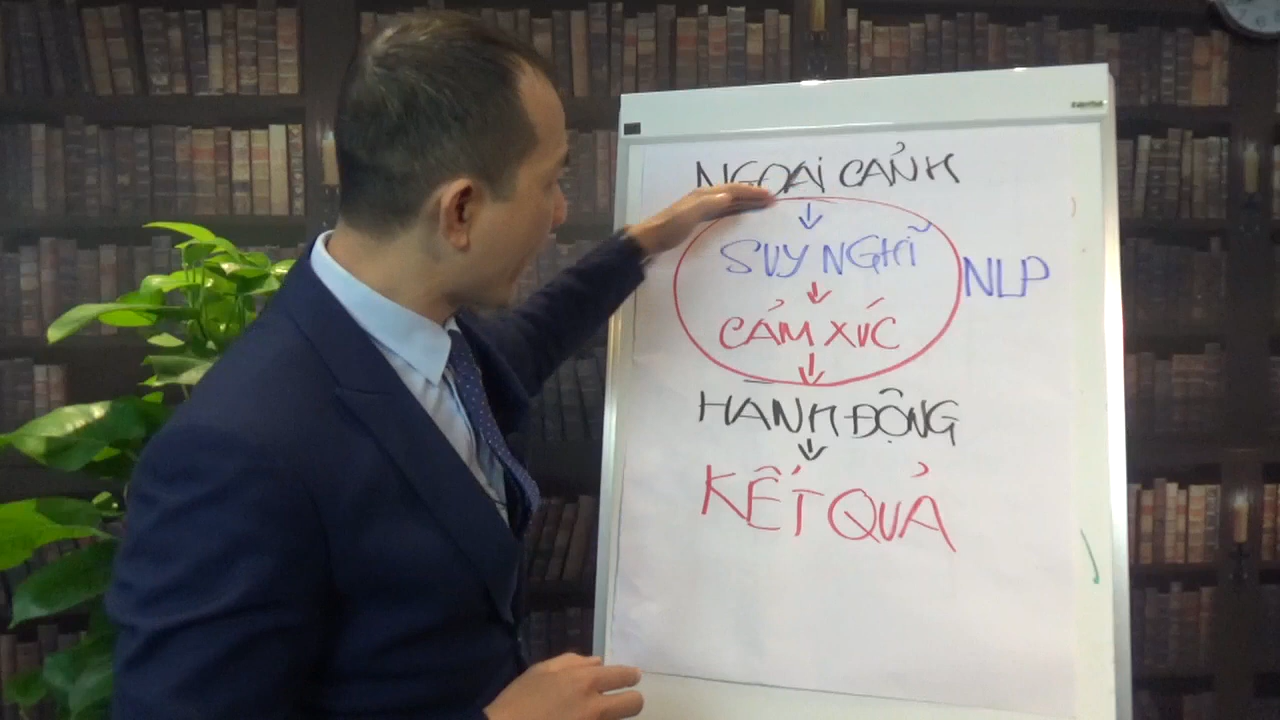 NGOẠI CẢNH
SUY NGHĨ
NLP
CẢM XÚC
HÀNH ĐỘNG
KẾT QUẢ